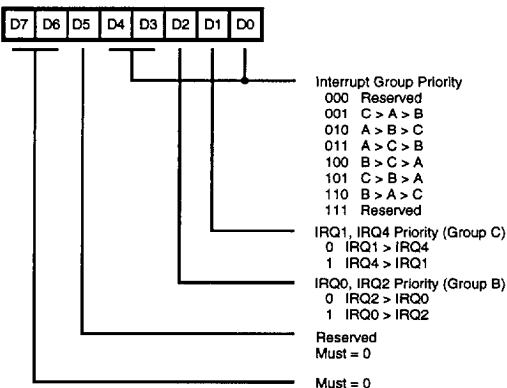 D7 D6 D5 D4 D3 D2 D1 D0
Interrupt Group Priority
000 Reserved
001 C > A > B
010 A > B > C
011 A > C > B
100 B > C > A
101 C > B > A
110 B > A > C
111 Reserved
IRQ1, IRQ4 Priority (Group C)
0 IRQ1 > IRQ4
1 IRQ4 > IRQ1
IRQ0, IRQ2 Priority (Group B)
0 IRQ2 > IRQ0
1 IRQ0 > IRQ2
Reserved
Must = 0
Must = 0